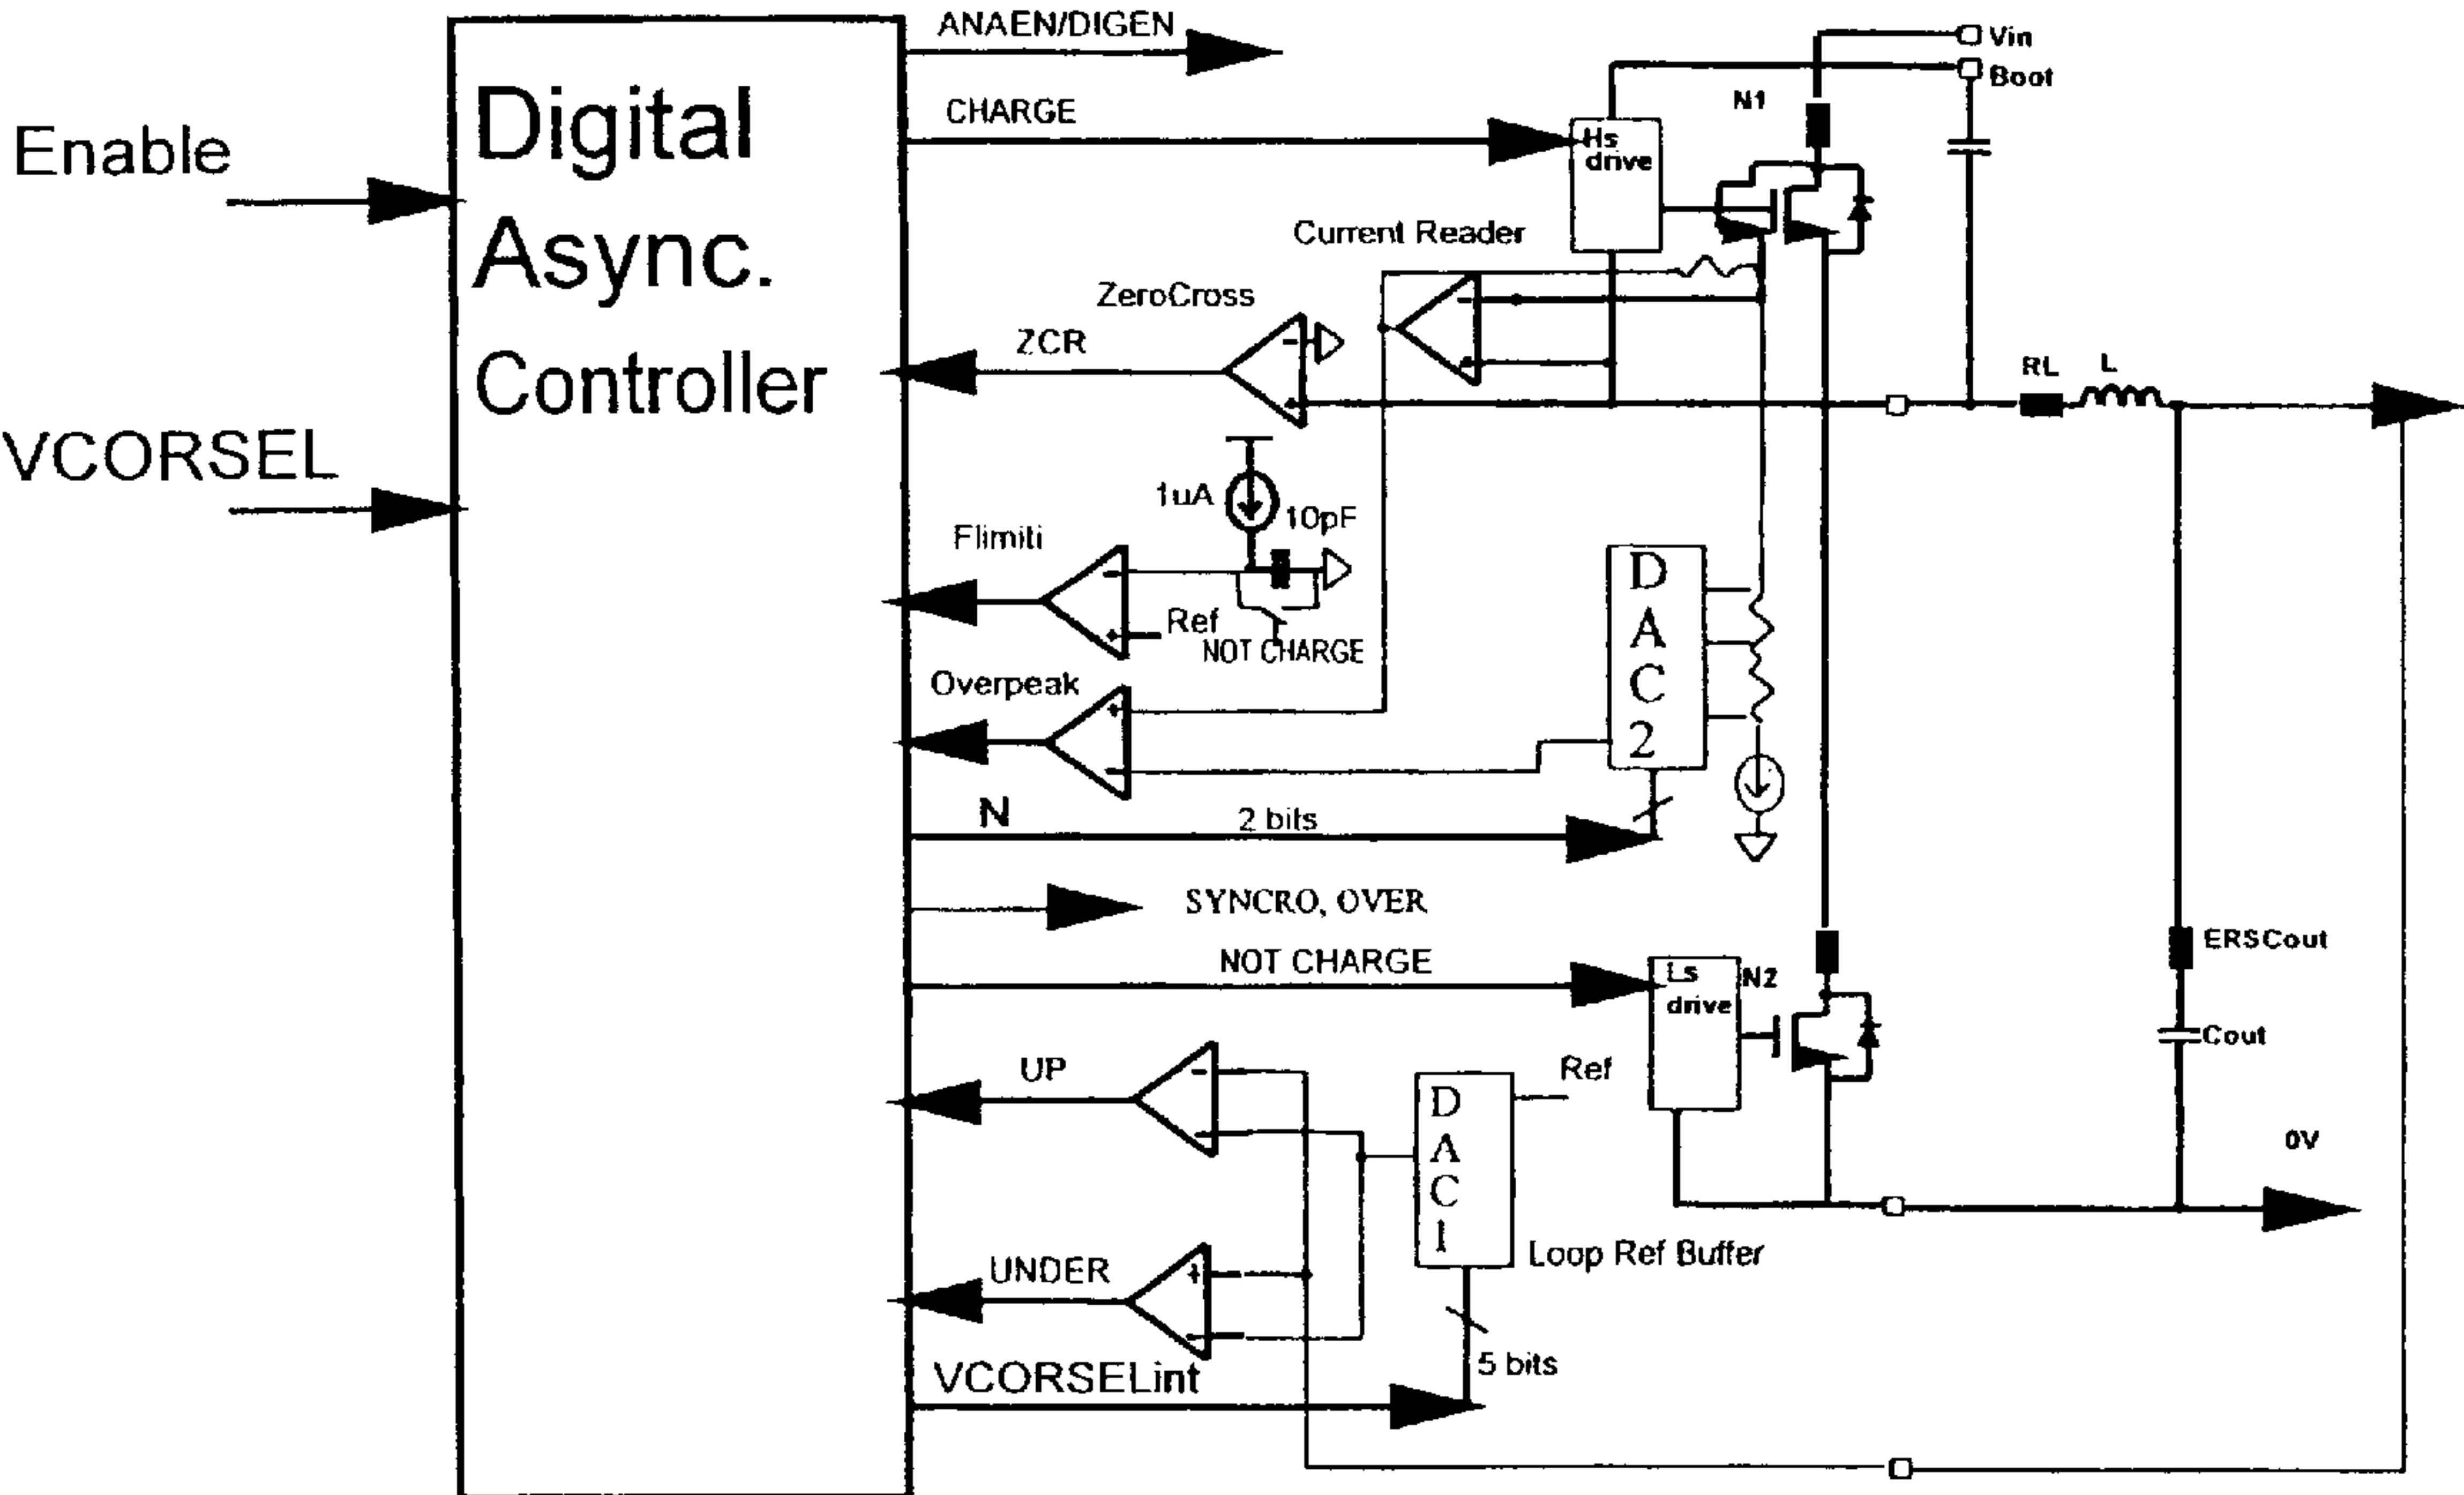 ANAEN/DIGEN
Vin
Boot
Digital
Async.
Controller
Enable
CHARGE
N1
Hs
drive
Current Reader
ZeroCross
ZCR
RL
L
VCORSEL
1uA
10pF
Flimiti
Ref
NOT CHARGE
D
A
C
2
Overpeak
N
2 bits
SYNCRO, OVER
ERSCout
NOT CHARGE
Ls
drive
N2
Cout
UP
Ref
D
A
C
1
0V
UNDER
Loop Ref Buffer
5 bits
VCORSELint